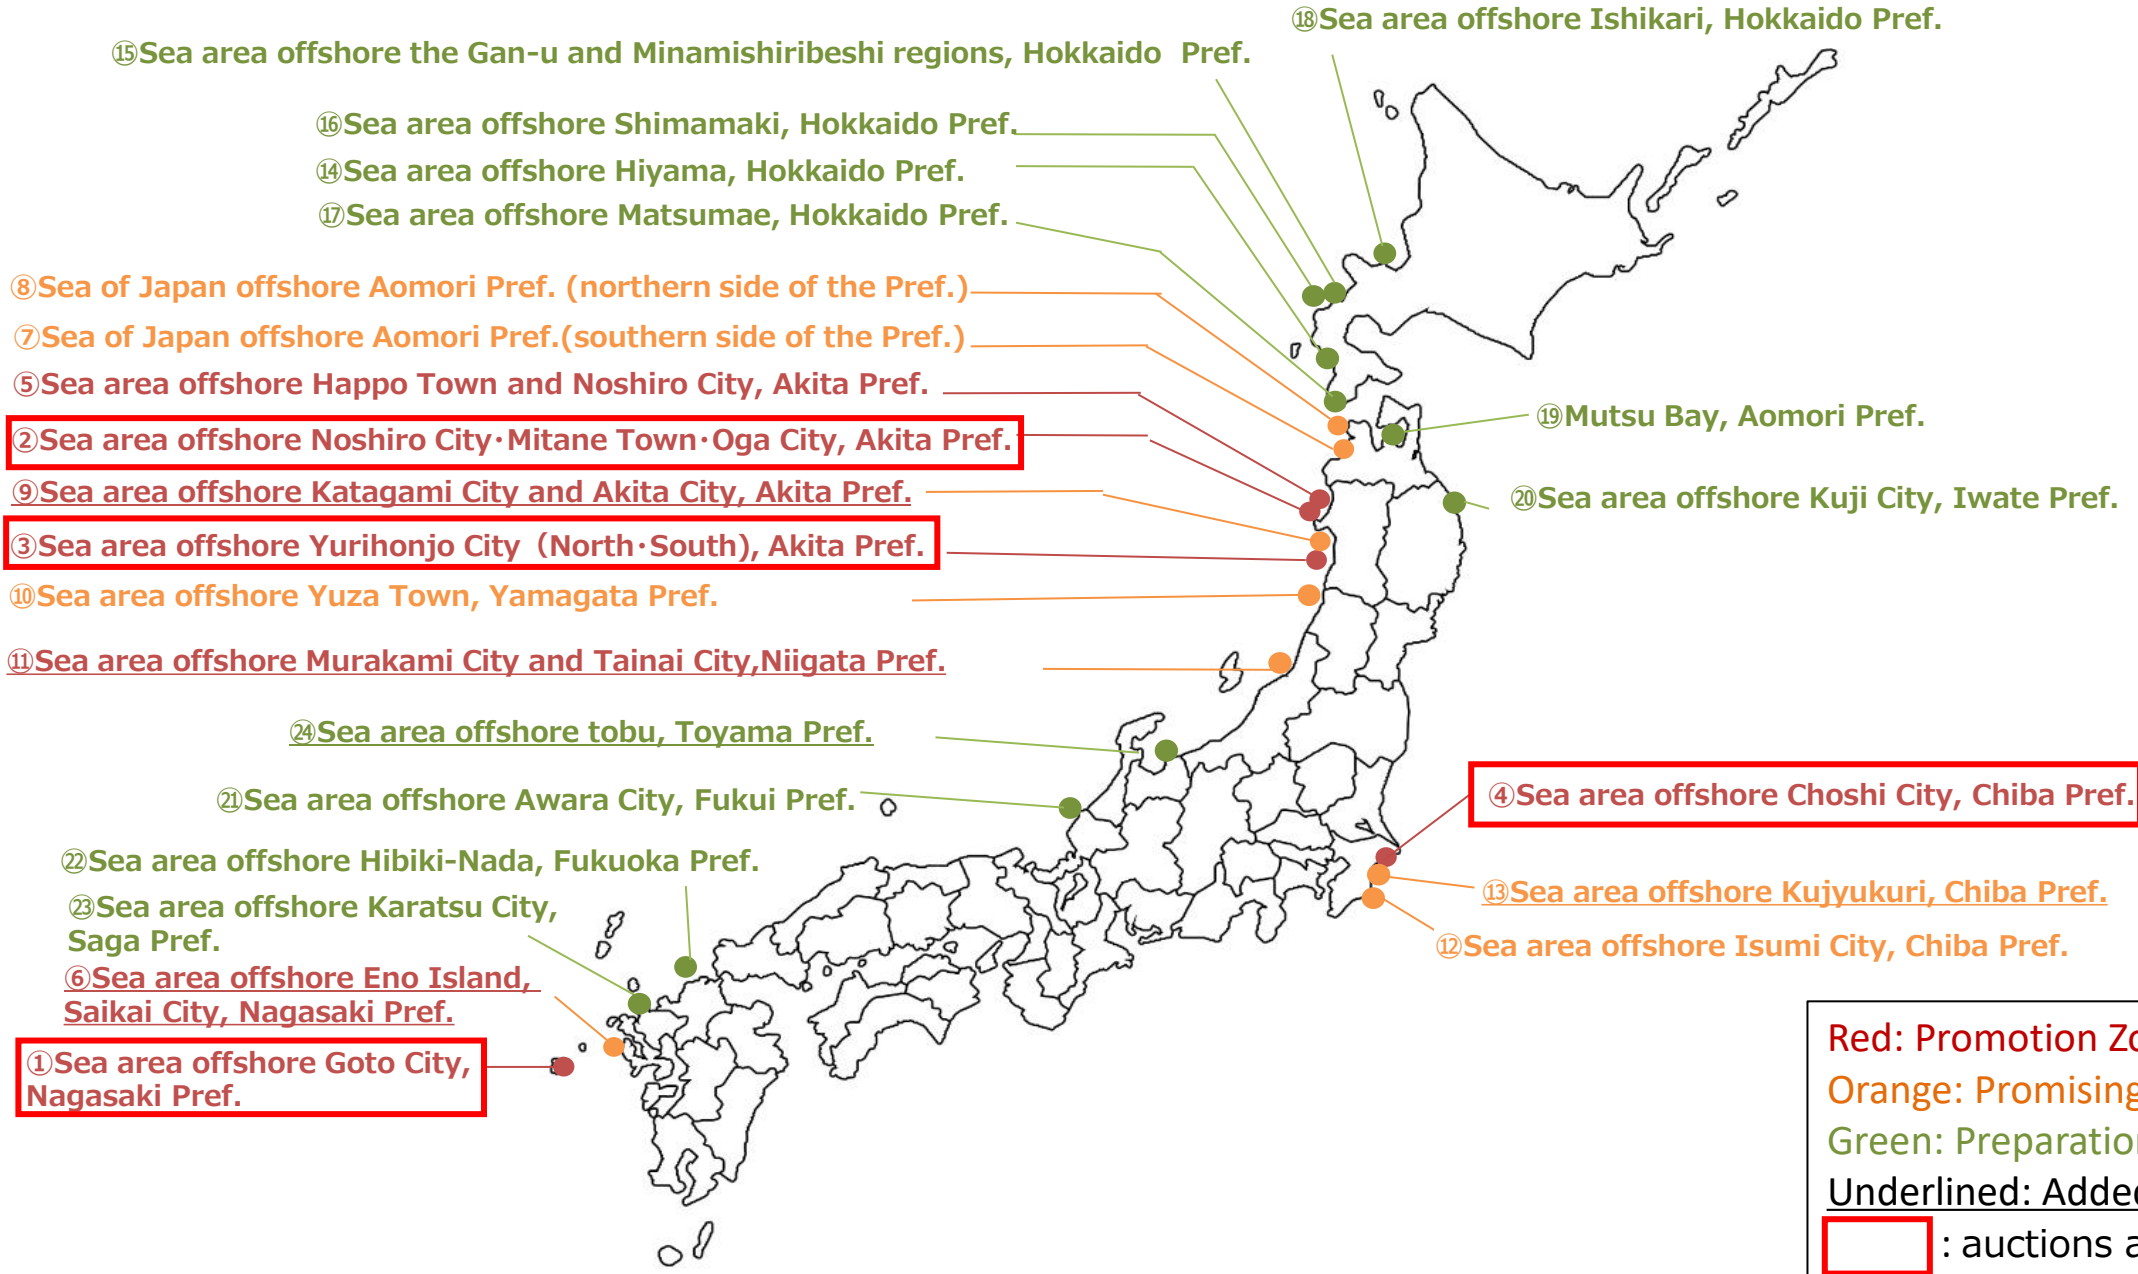 ⑱Sea area offshore Ishikari, Hokkaido Pref.
⑮Sea area offshore the Gan-u and Minamishiribeshi regions, Hokkaido Pref.
⑯Sea area offshore Shimamaki, Hokkaido Pref.
⑭Sea area offshore Hiyama, Hokkaido Pref.
⑰Sea area offshore Matsumae, Hokkaido Pref.
⑧Sea of Japan offshore Aomori Pref. (northern side of the Pref.)
⑦Sea of Japan offshore Aomori Pref.(southern side of the Pref.)
⑤Sea area offshore Happo Town and Noshiro City, Akita Pref.
②Sea area offshore Noshiro City・Mitane Town・Oga City, Akita Pref.
⑨Sea area offshore Katagami City and Akita City, Akita Pref.
③Sea area offshore Yurihonjo City（North・South), Akita Pref.
⑩Sea area offshore Yuza Town, Yamagata Pref.
⑪Sea area offshore Murakami City and Tainai City,Niigata Pref.
㉔Sea area offshore tobu, Toyama Pref.
㉑Sea area offshore Awara City, Fukui Pref.
㉒Sea area offshore Hibiki-Nada, Fukuoka Pref.
㉓Sea area offshore Karatsu City,
Saga Pref.
⑥Sea area offshore Eno Island,
Saikai City, Nagasaki Pref.
①Sea area offshore Goto City,
Nagasaki Pref.
⑲Mutsu Bay, Aomori Pref.
⑳Sea area offshore Kuji City, Iwate Pref.
④Sea area offshore Choshi City, Chiba Pref.
⑬Sea area offshore Kujyukuri, Chiba Pref.
⑫Sea area offshore Isumi City, Chiba Pref.
Red: Promotion
Orange: Promising
Green:
Underlined:
: auctions